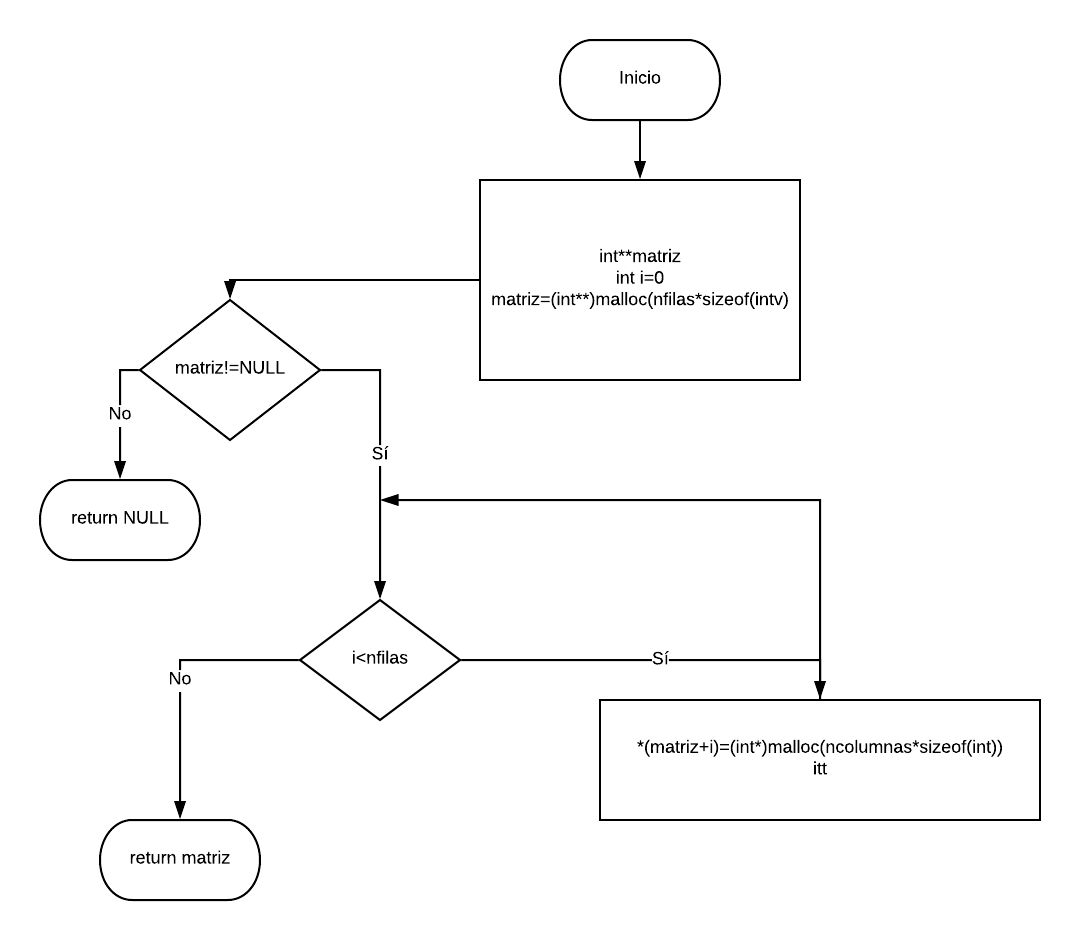 Inicio
int**matriz
int i=0
matriz=(int**)malloc(nfilas*sizeof(intv)
matriz!=NULL
No
Sí
return NULL
i<nfilas
Sí
No
*(matriz+i)=(int*)malloc(ncolumnas*sizeof(int))
itt
return matriz